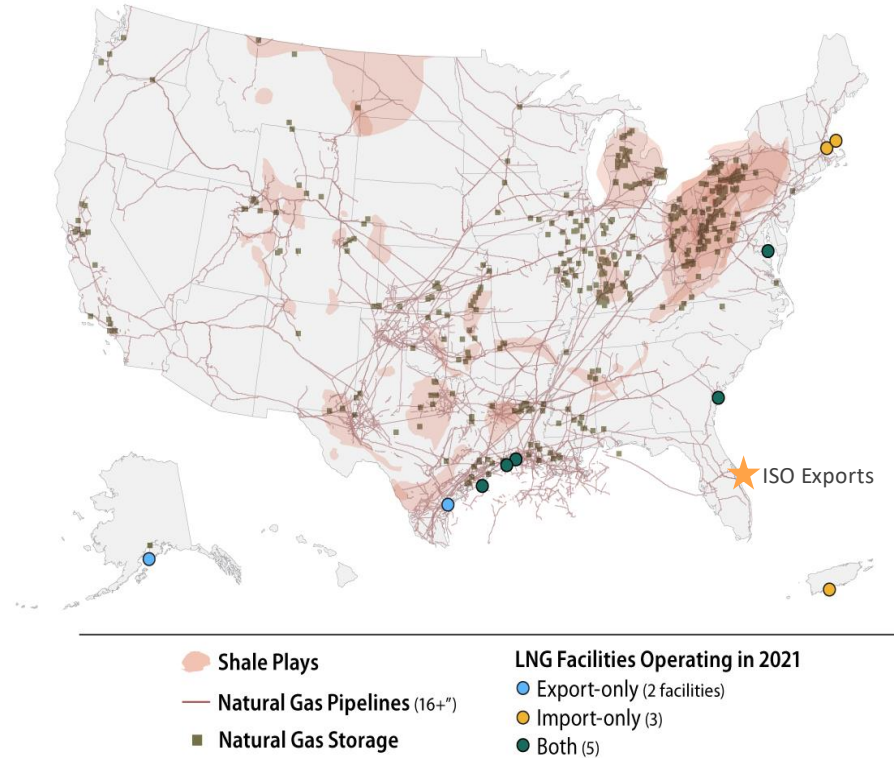 ISO Exports
Shale Plays
Natural Gas Pipelines (16+”)
Natural Gas Storage
LNG Facilities Operating in 2021
Export-only (2 facilities)
Import-only (3)
Both (5)